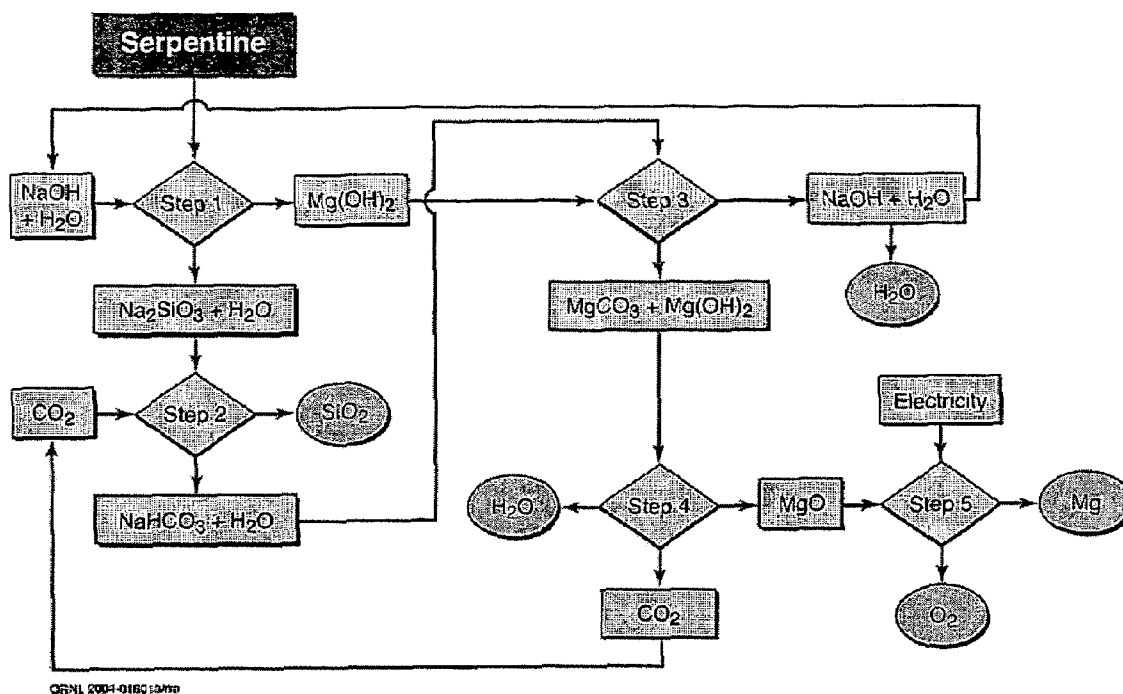 Serpentine
NaOH
+ H₂O
Step 1
Mg(OH)₂
Step 3
NaOH + H₂O
H₂O
Na₂SiO₃ + H₂O
MgCO₃ + Mg(OH)₂
CO₂
Step 2
SiO₂
Electricity
NaHCO₃ + H₂O
H₂O
Step 4
MgO
Step 5
Mg
CO₂
O₂